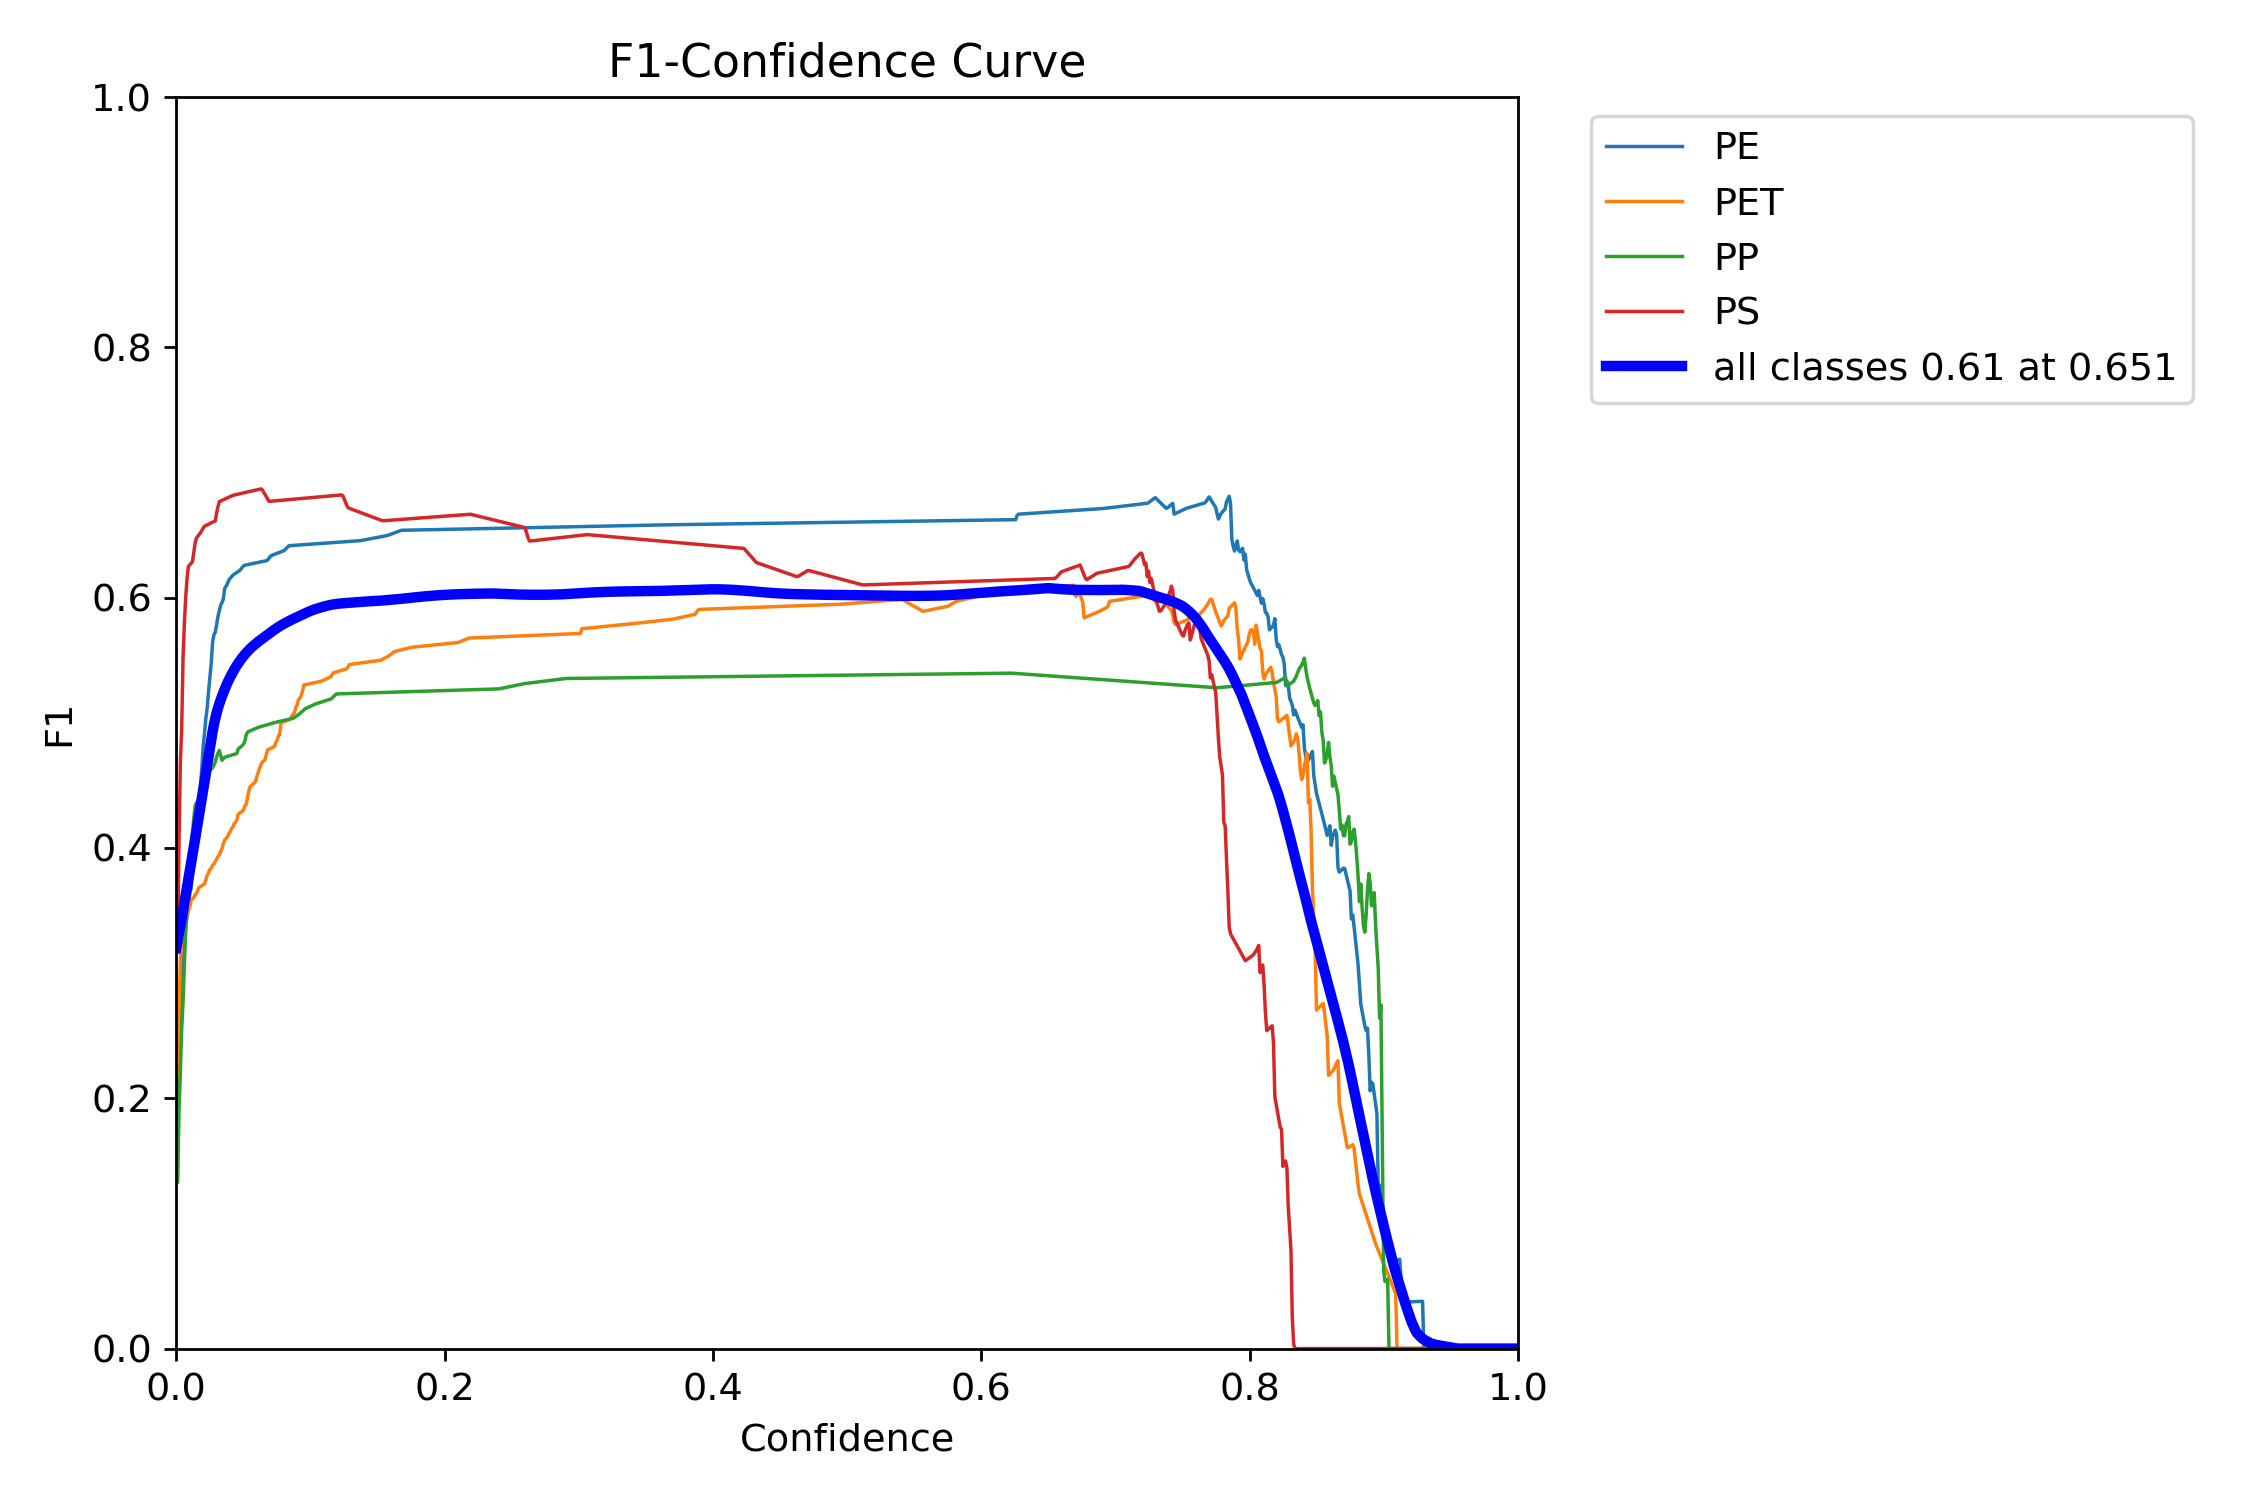 F1-Confidence Curve
1.0
0.8
0.6
0.4
0.2
0.0
F1
0.0 0.2 0.4 0.6 0.8 1.0
Confidence
PE
PET
PP
PS
all classes 0.61 at 0.651